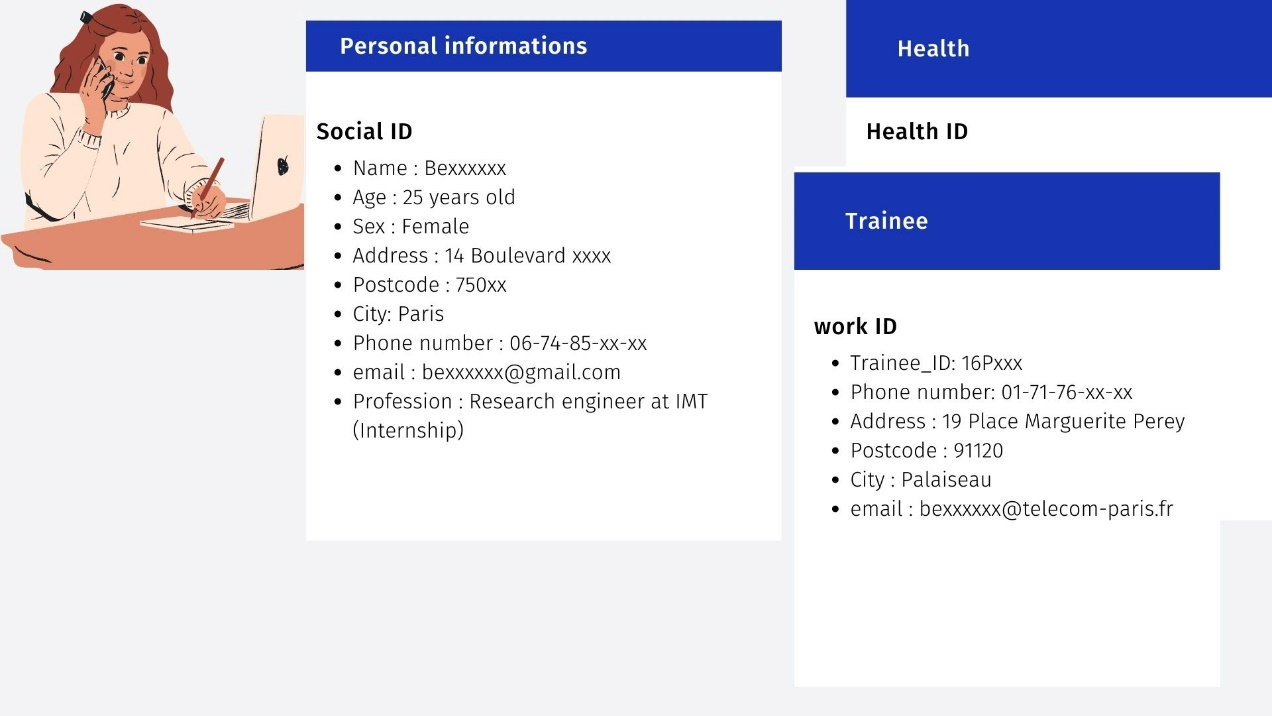 Personal informations
Social ID
• Name : Bexxxxxx
• Age : 25 years old
• Sex : Female
• Address : 14 Boulevard xxxx
• Postcode : 750xx
• City: Paris
• Phone number : 06-74-85-xx-xx
• email : bexxxxxx@gmail.com
• Profession : Research engineer at IMT
(Internship)
Health
Health ID
Trainee
work ID
• Trainee_ID: 16Pxxx
• Phone number: 01-71-76-xx-xx
• Address : 19 Place Marguerite Perey
• Postcode : 91120
• City : Palaiseau
• email : bexxxxxx@telecom-paris.fr